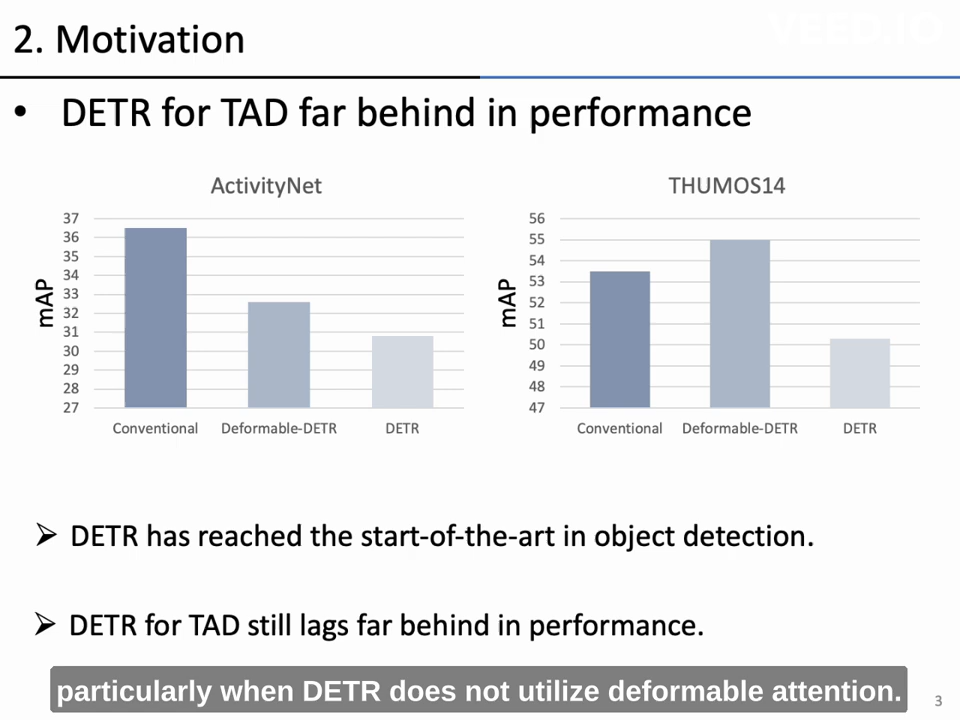 2. Motivation
VEED.IO
• DETR for TAD far behind in performance
ActivityNet
mAP
37
36
35
34
33
32
31
30
29
28
27
Conventional Deformable-DETR DETR
THUMOS14
mAP
56
55
54
53
52
51
50
49
48
47
Conventional Deformable-DETR DETR
➢ DETR has reached the start-of-the-art in object detection.
➢ DETR for TAD still lags far behind in performance.
particularly when DETR does not utilize deformable attention.
3